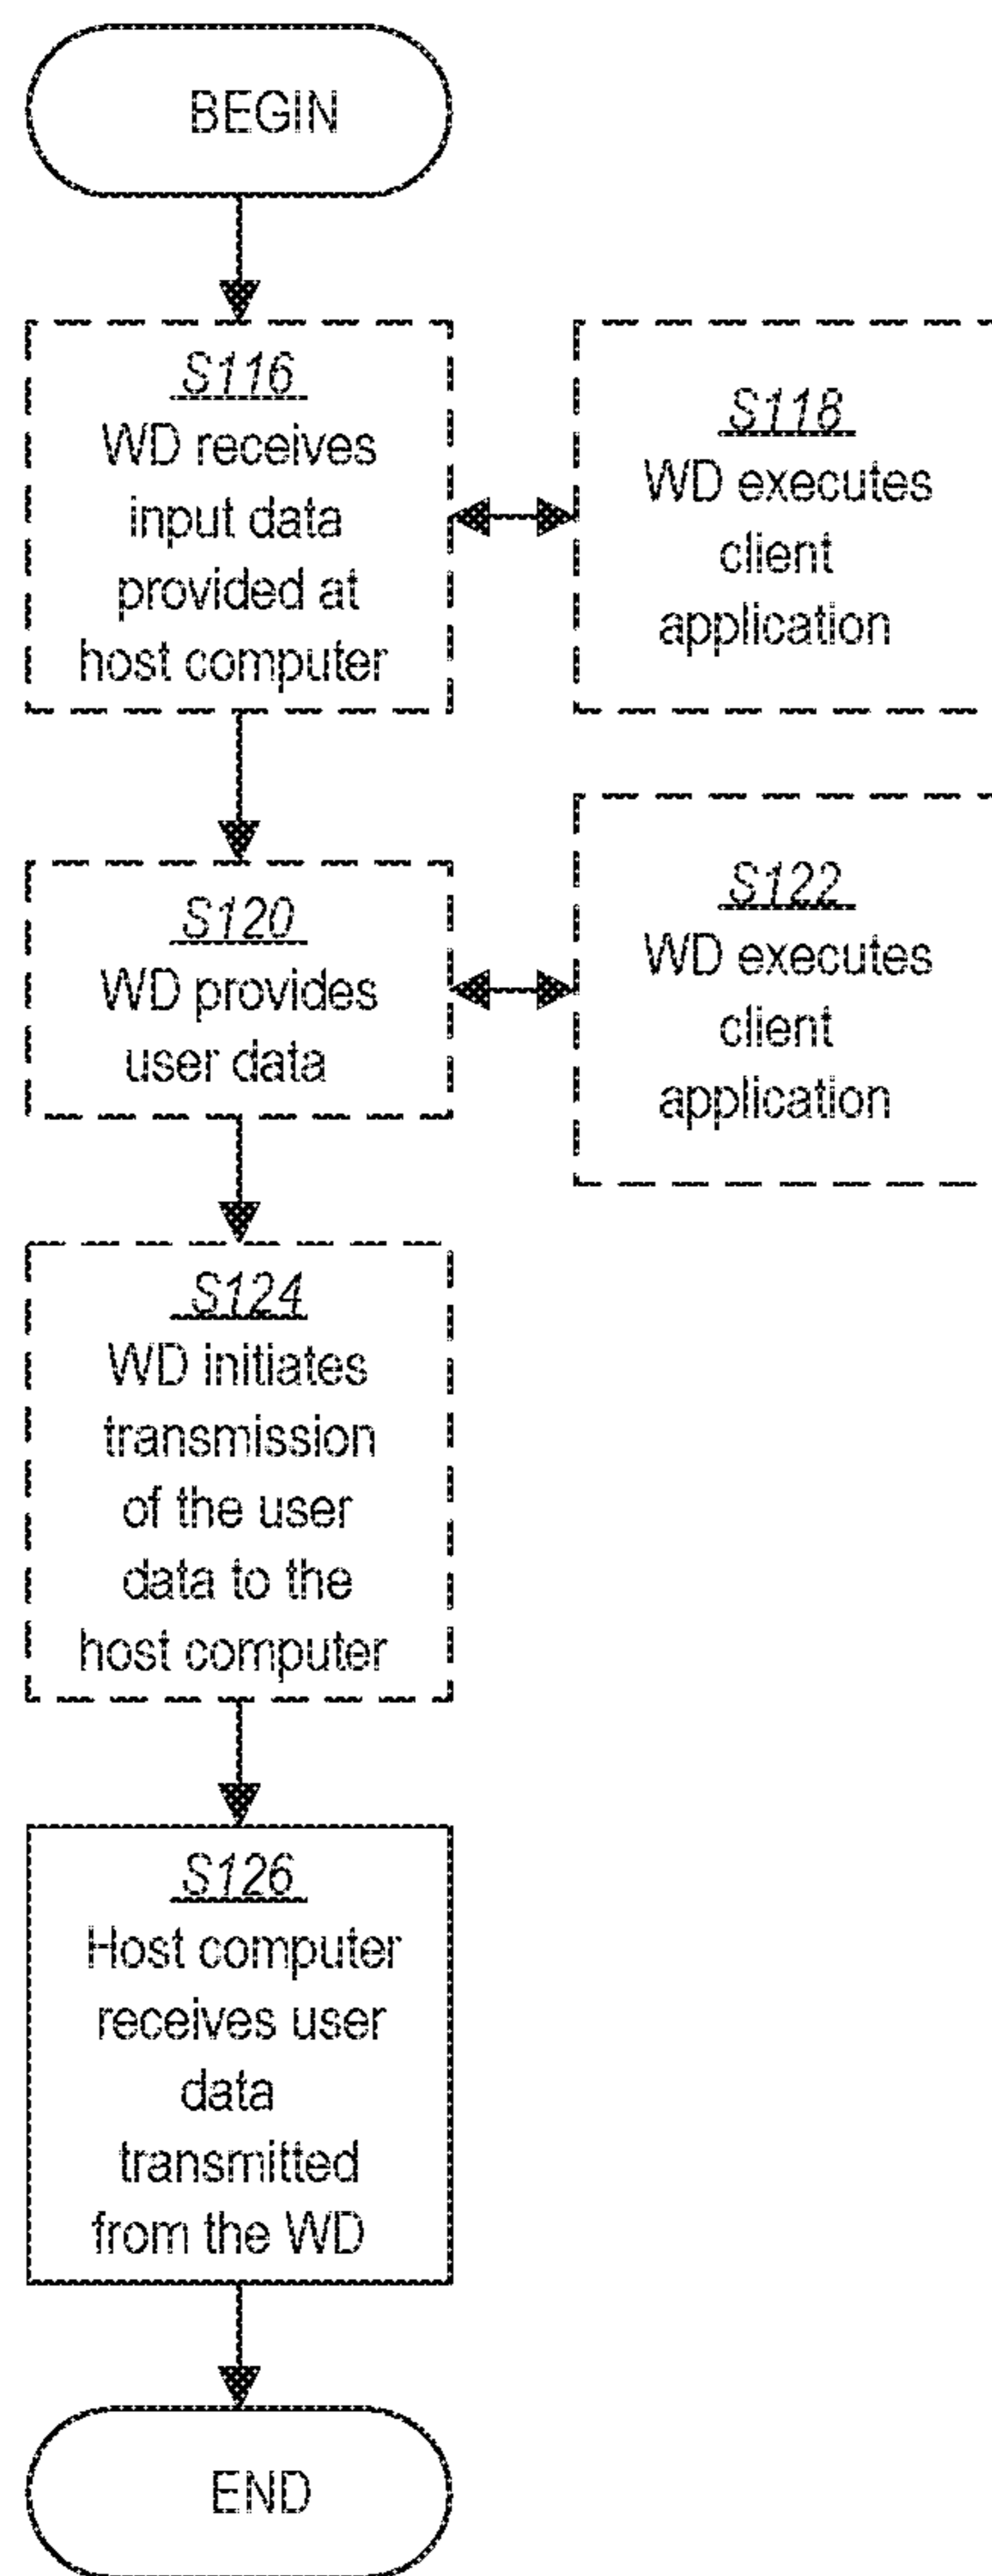 BEGIN
S116
WD receives
input data
provided at
host computer
S118
WD executes
client
application
S120
WD provides
user data
S122
WD executes
client
application
S124
WD initiates
transmission
of the user
data to the
host computer
S126
Host computer
receives user
data
transmitted
from the WD
END